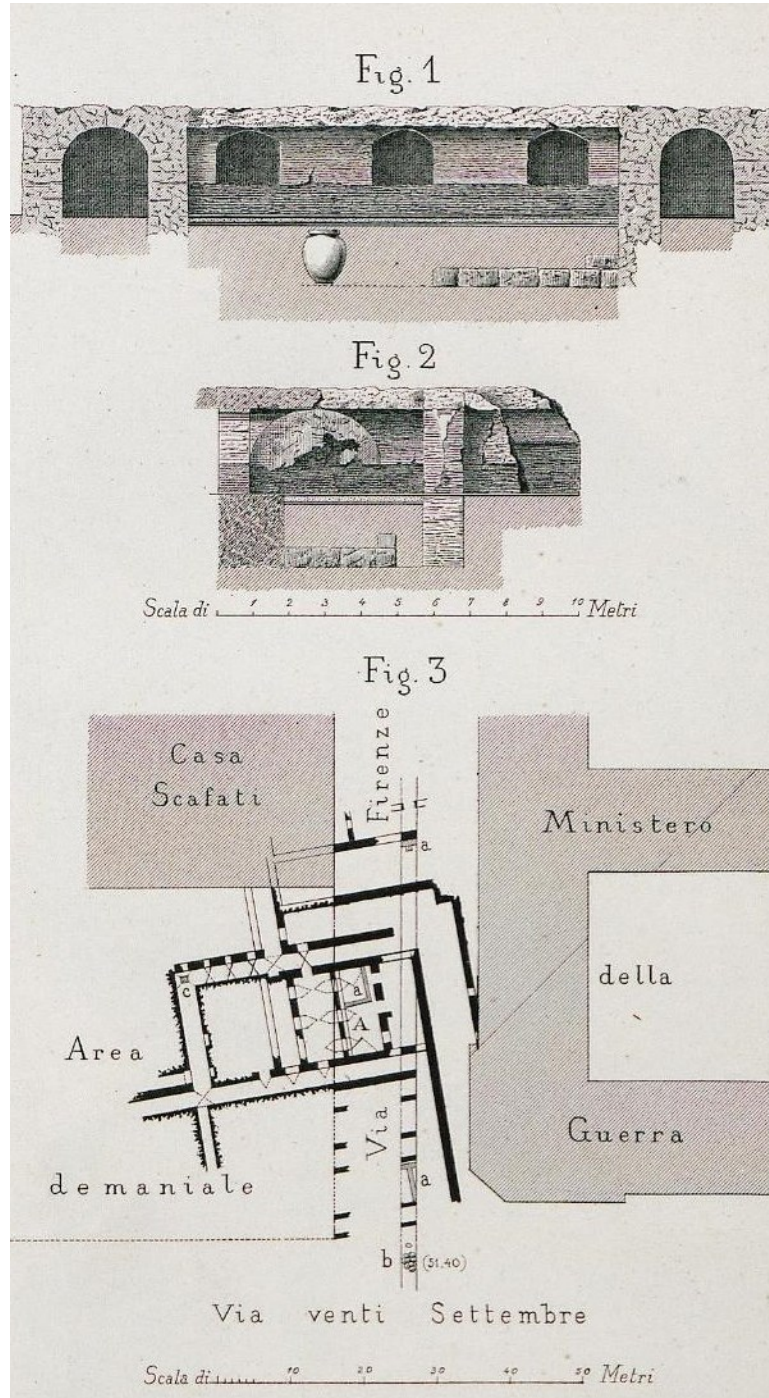 Fig. 1
Fig. 2
Scala di 1 2 3 4 5 6 7 8 9 10 Metri
Fig. 3
Casa
Scafati
Firenze
Ministero
a
della
c
a
A
Area
Via
Guerra
demaniale
a
b (51.40)
Via venti Settembre
Scala di 10 20 30 40 50 Metri